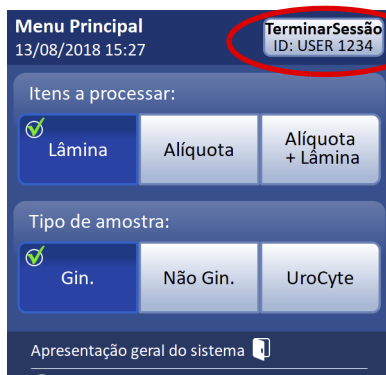 Menu Principal
13/08/2018 15:27
TerminarSessão
ID: USER 1234
Itens a processar:
Lâmina
Alíquota
Alíquota
+ Lâmina
Tipo de amostra:
Gin.
Não Gin.
UroCyte
Apresentação geral do sistema